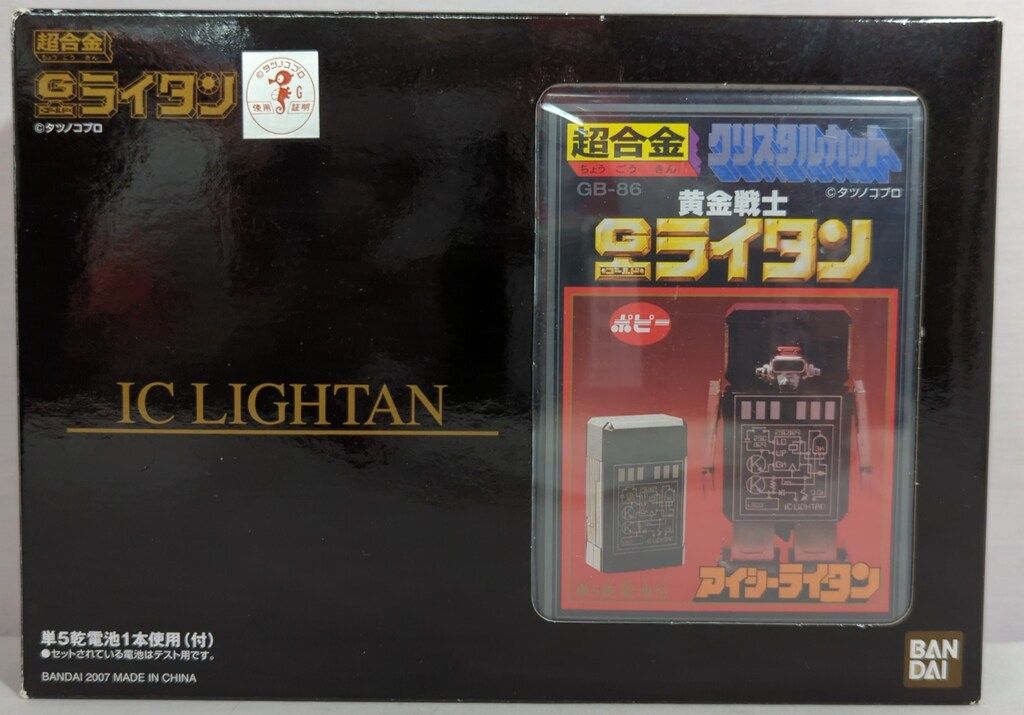 超合金
ちょう ごう きん
Gライタン
ゴールド
©タツノコプロ
©タツノコプロ
G
使用 証明
IC LIGHTAN
超合金
ちょう ごう きん
クリスタルカット
GB-86
©タツノコプロ
黄金戦士
Gライタン
ゴールド
ポピー
IC LIGHTAN
IC LIGHTAN
アイシーライタン
単5乾電池1本使用(付)
●セットされている電池はテスト用です。
BANDAI 2007 MADE IN CHINA
BAN
DAI